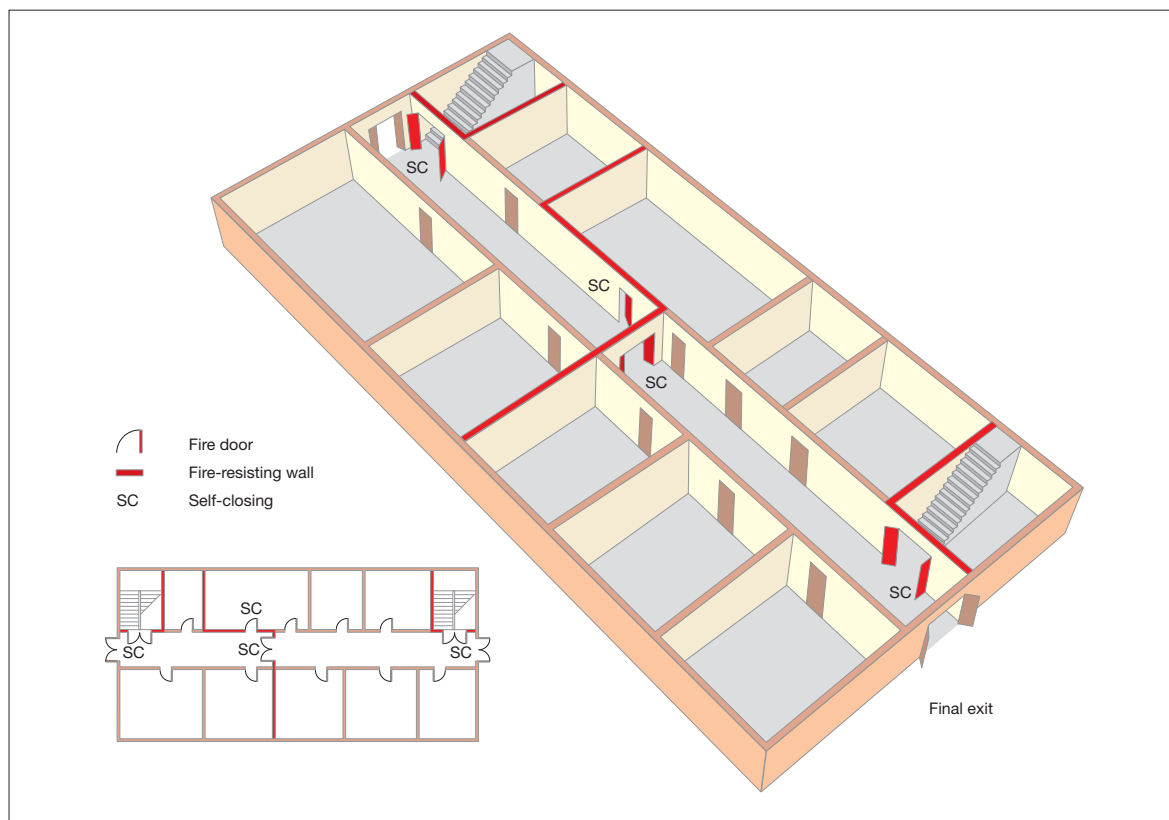 SC
SC
SC
Fire door
Fire-resisting wall
SC Self-closing
SC
SC
SC SC SC
Final exit